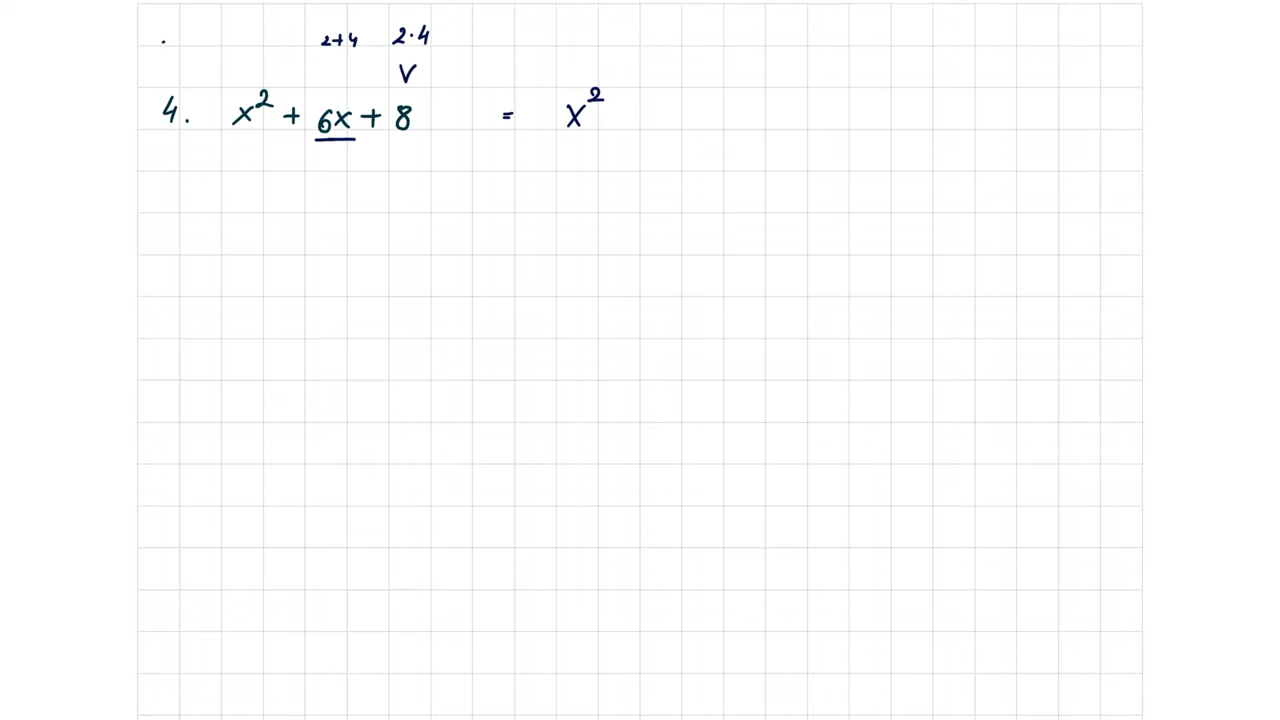 2+4 2·4
V
4. x² + 6x + 8 = x²